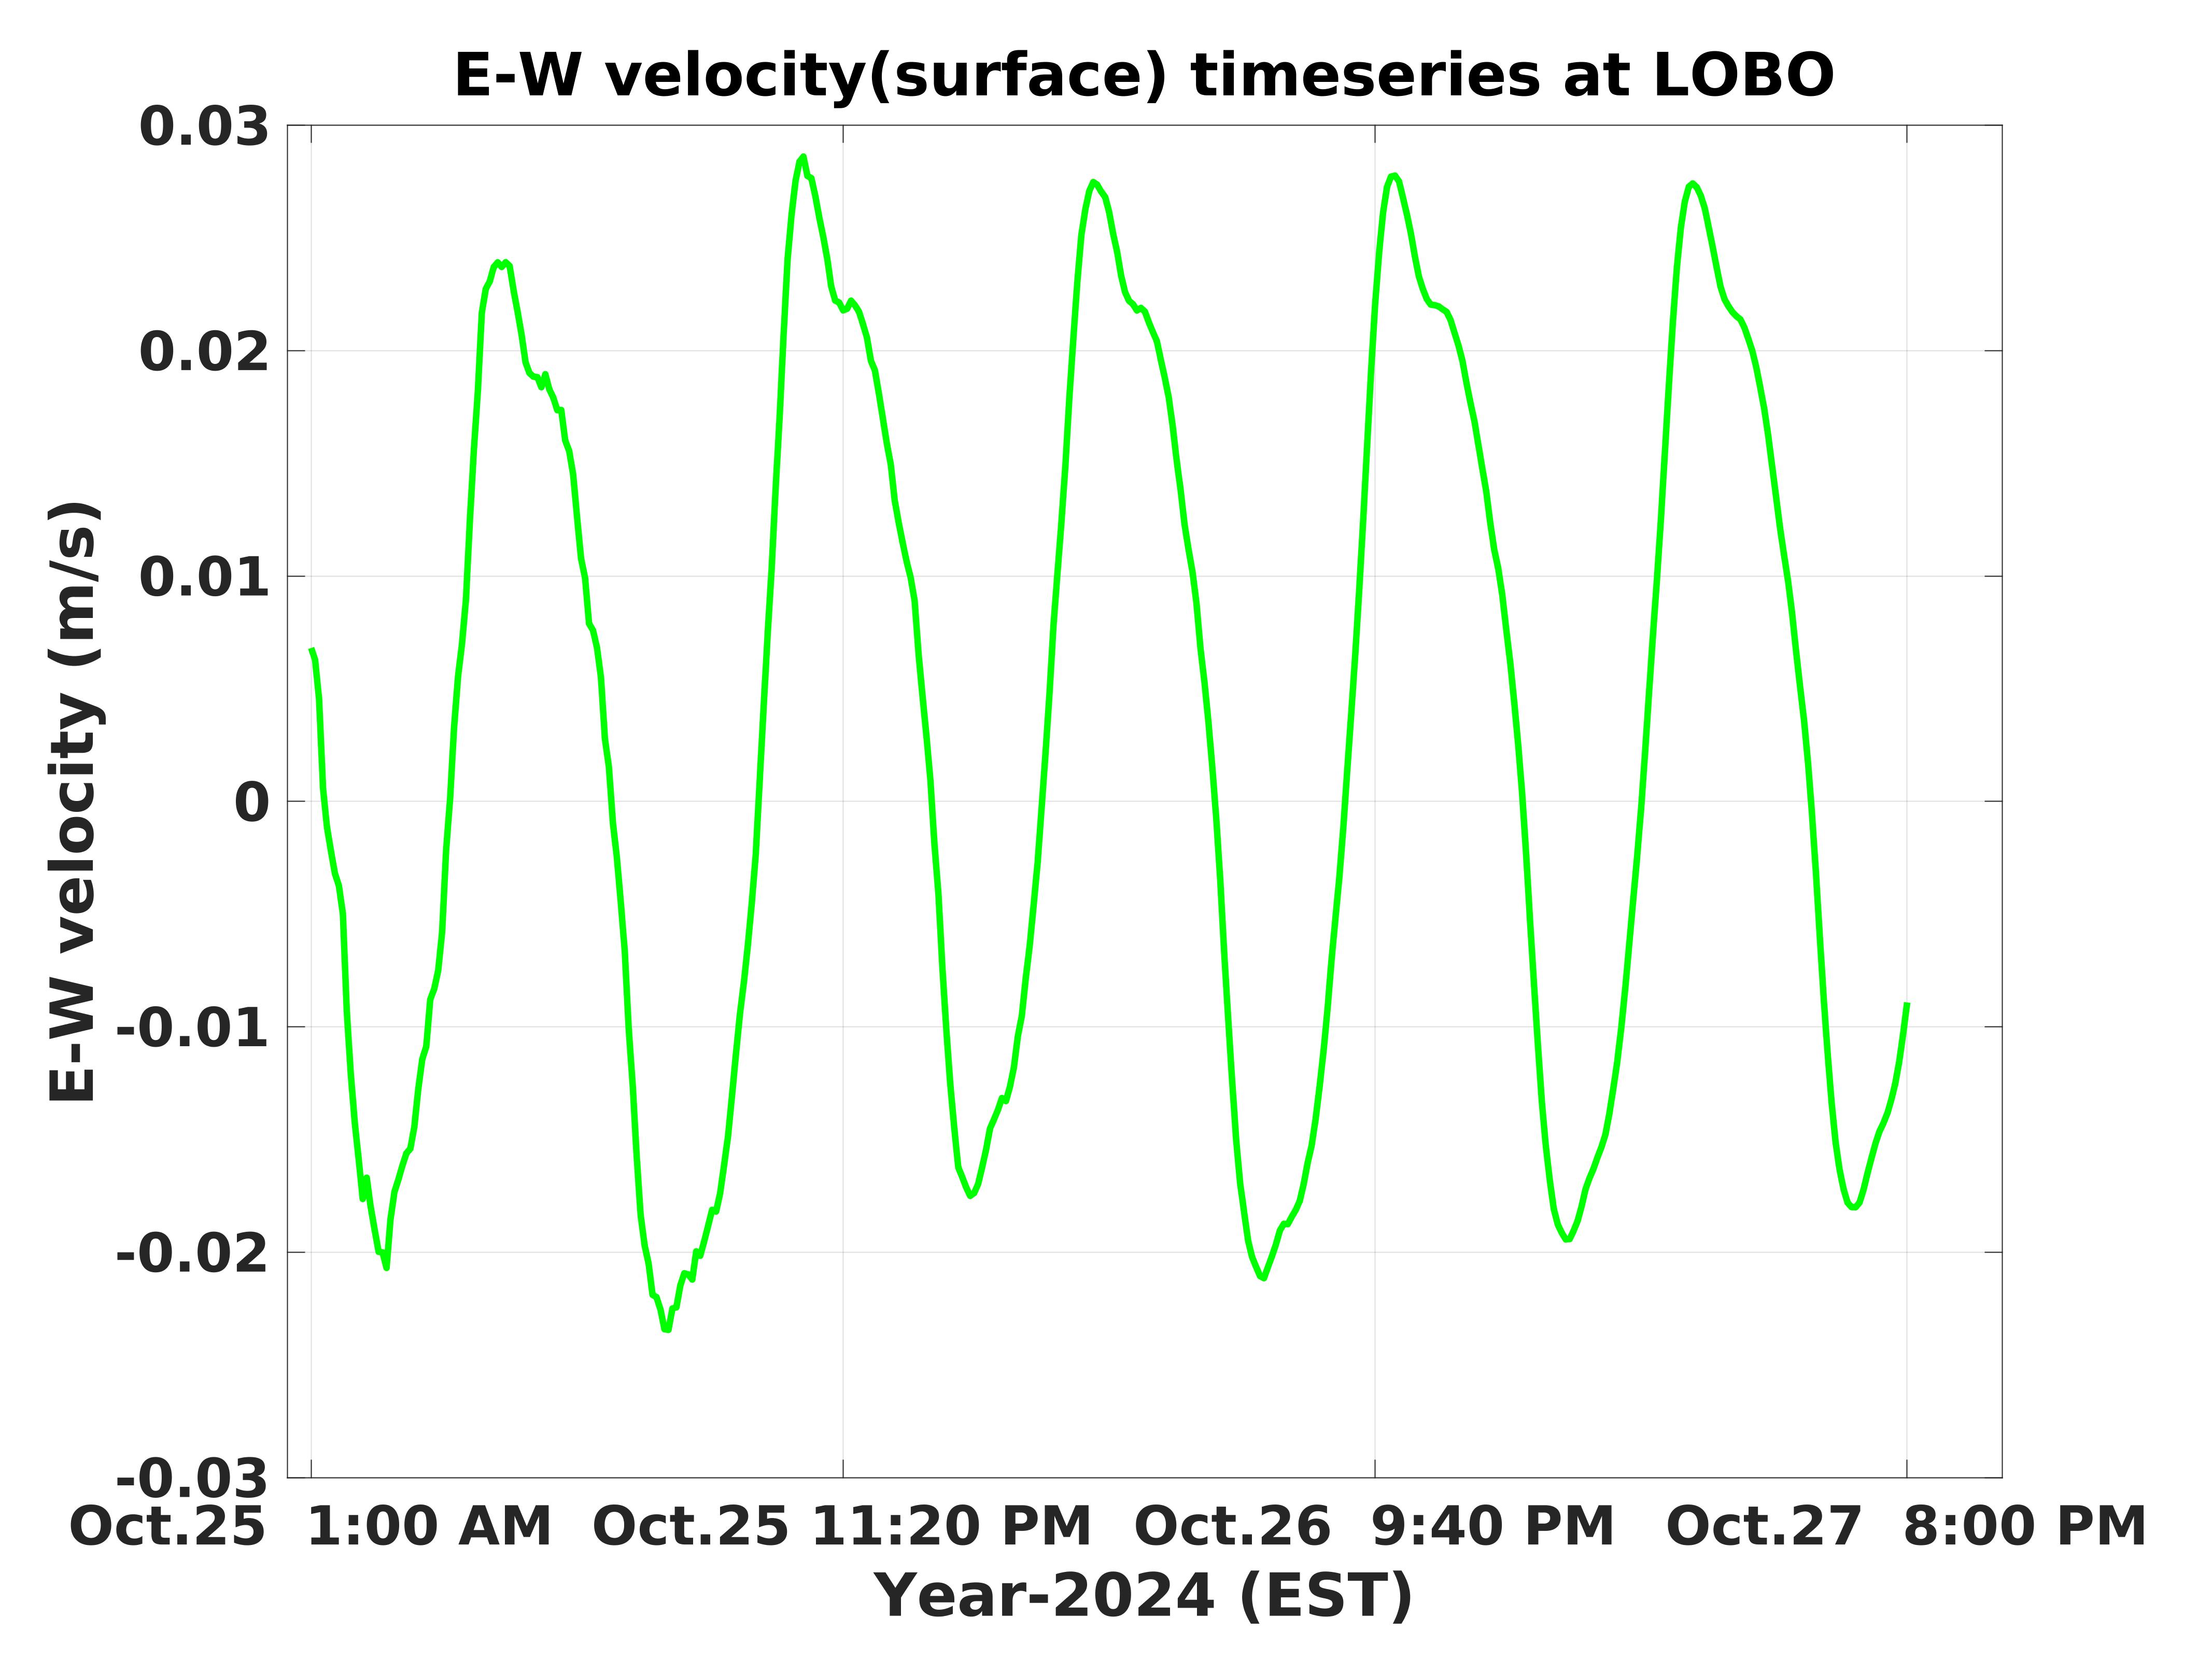 E-W velocity(surface) timeseries at LOBO
E-W velocity (m/s)
0.03
0.02
0.01
0
-0.01
-0.02
-0.03
Oct.25 1:00 AM Oct.25 11:20 PM Oct.26 9:40 PM Oct.27 8:00 PM
Year-2024 (EST)